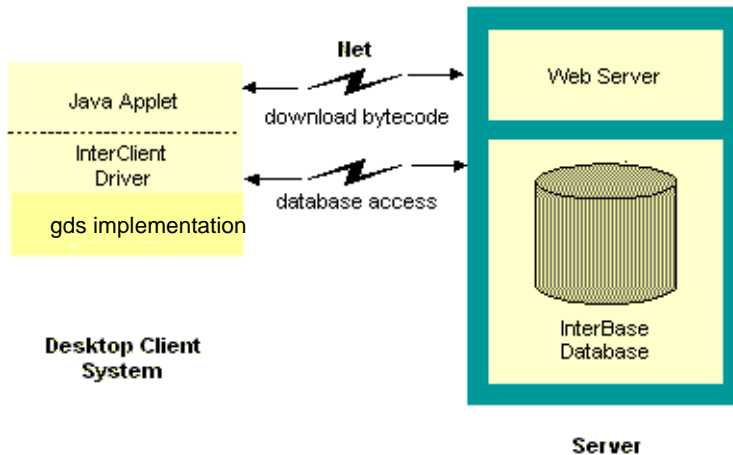 Net
Java Applet
download bytecode
Web Server
InterClient
Driver
database access
gds implementation
InterBase
Database
Desktop Client
System
Server